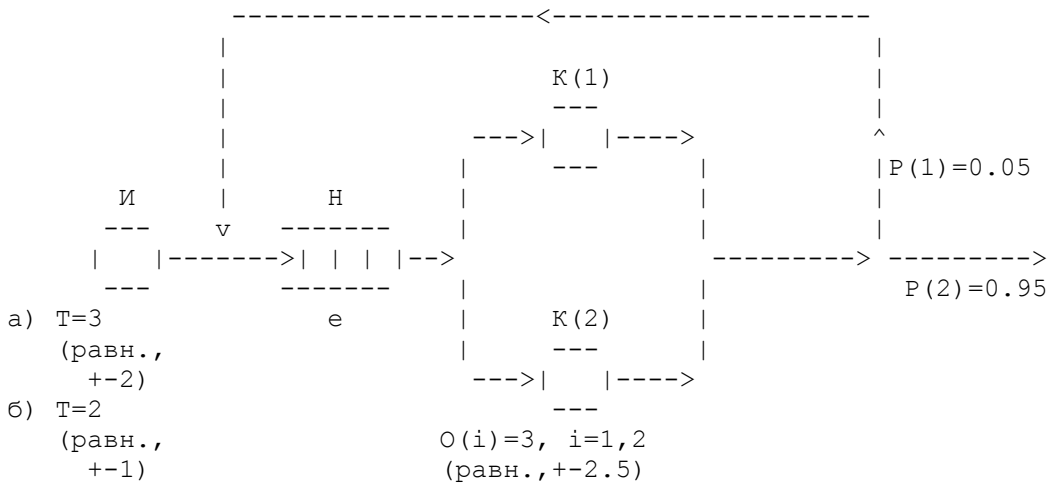 К(1)
Р(1)=0.05
И Н
Р(2)=0.95
а) Т=3 е К(2)
(равн.,
+-2)
б) Т=2
(равн., О(i)=3, i=1,2
+-1) (равн.,+-2.5)